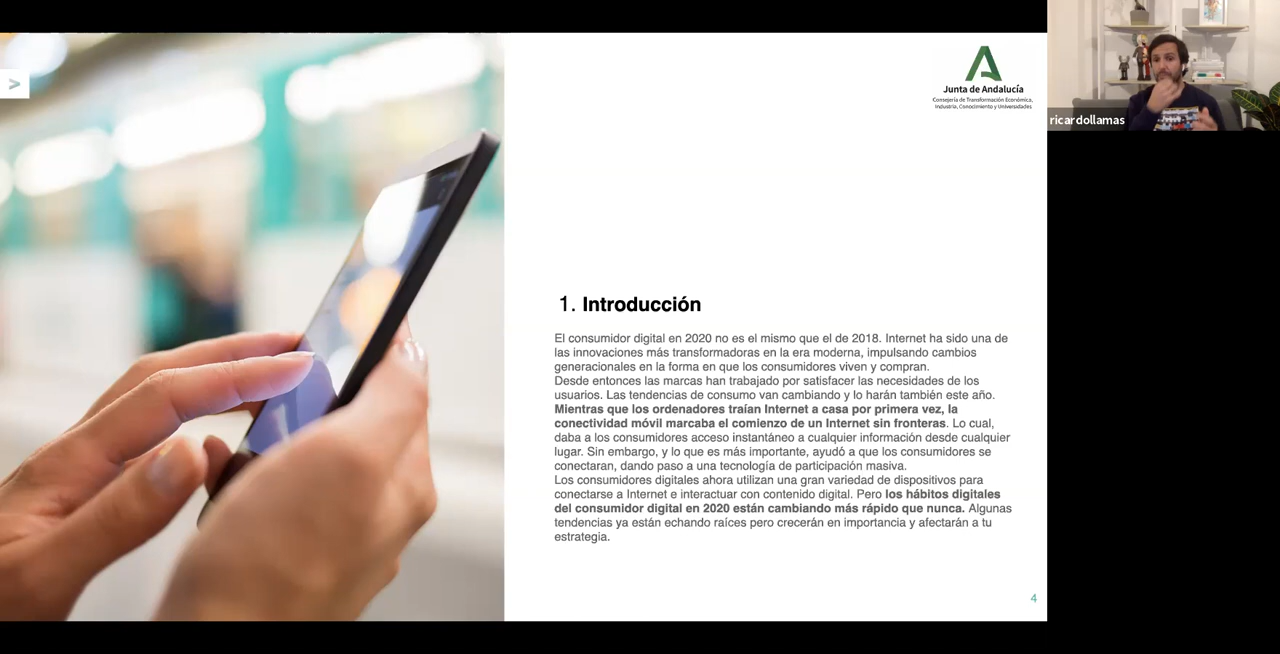 >
Junta de Andalucía
Consejería de Transformación Económica,
Industria, Conocimiento y Universidades
ricardollamas
1. Introducción
El consumidor digital en 2020 no es el mismo que el de 2018. Internet ha sido una de
las innovaciones más transformadoras en la era moderna, impulsando cambios
generacionales en la forma en que los consumidores viven y compran.
Desde entonces las marcas han trabajado por satisfacer las necesidades de los
usuarios. Las tendencias de consumo van cambiando y lo harán también este año.
Mientras que los ordenadores traían Internet a casa por primera vez, la
conectividad móvil marcaba el comienzo de un Internet sin fronteras. Lo cual,
daba a los consumidores acceso instantáneo a cualquier información desde cualquier
lugar. Sin embargo, y lo que es más importante, ayudó a que los consumidores se
conectaran, dando paso a una tecnología de participación masiva.
Los consumidores digitales ahora utilizan una gran variedad de dispositivos para
conectarse a Internet e interactuar con contenido digital. Pero los hábitos digitales
del consumidor digital en 2020 están cambiando más rápido que nunca. Algunas
tendencias ya están echando raíces pero crecerán en importancia y afectarán a tu
estrategia.
4